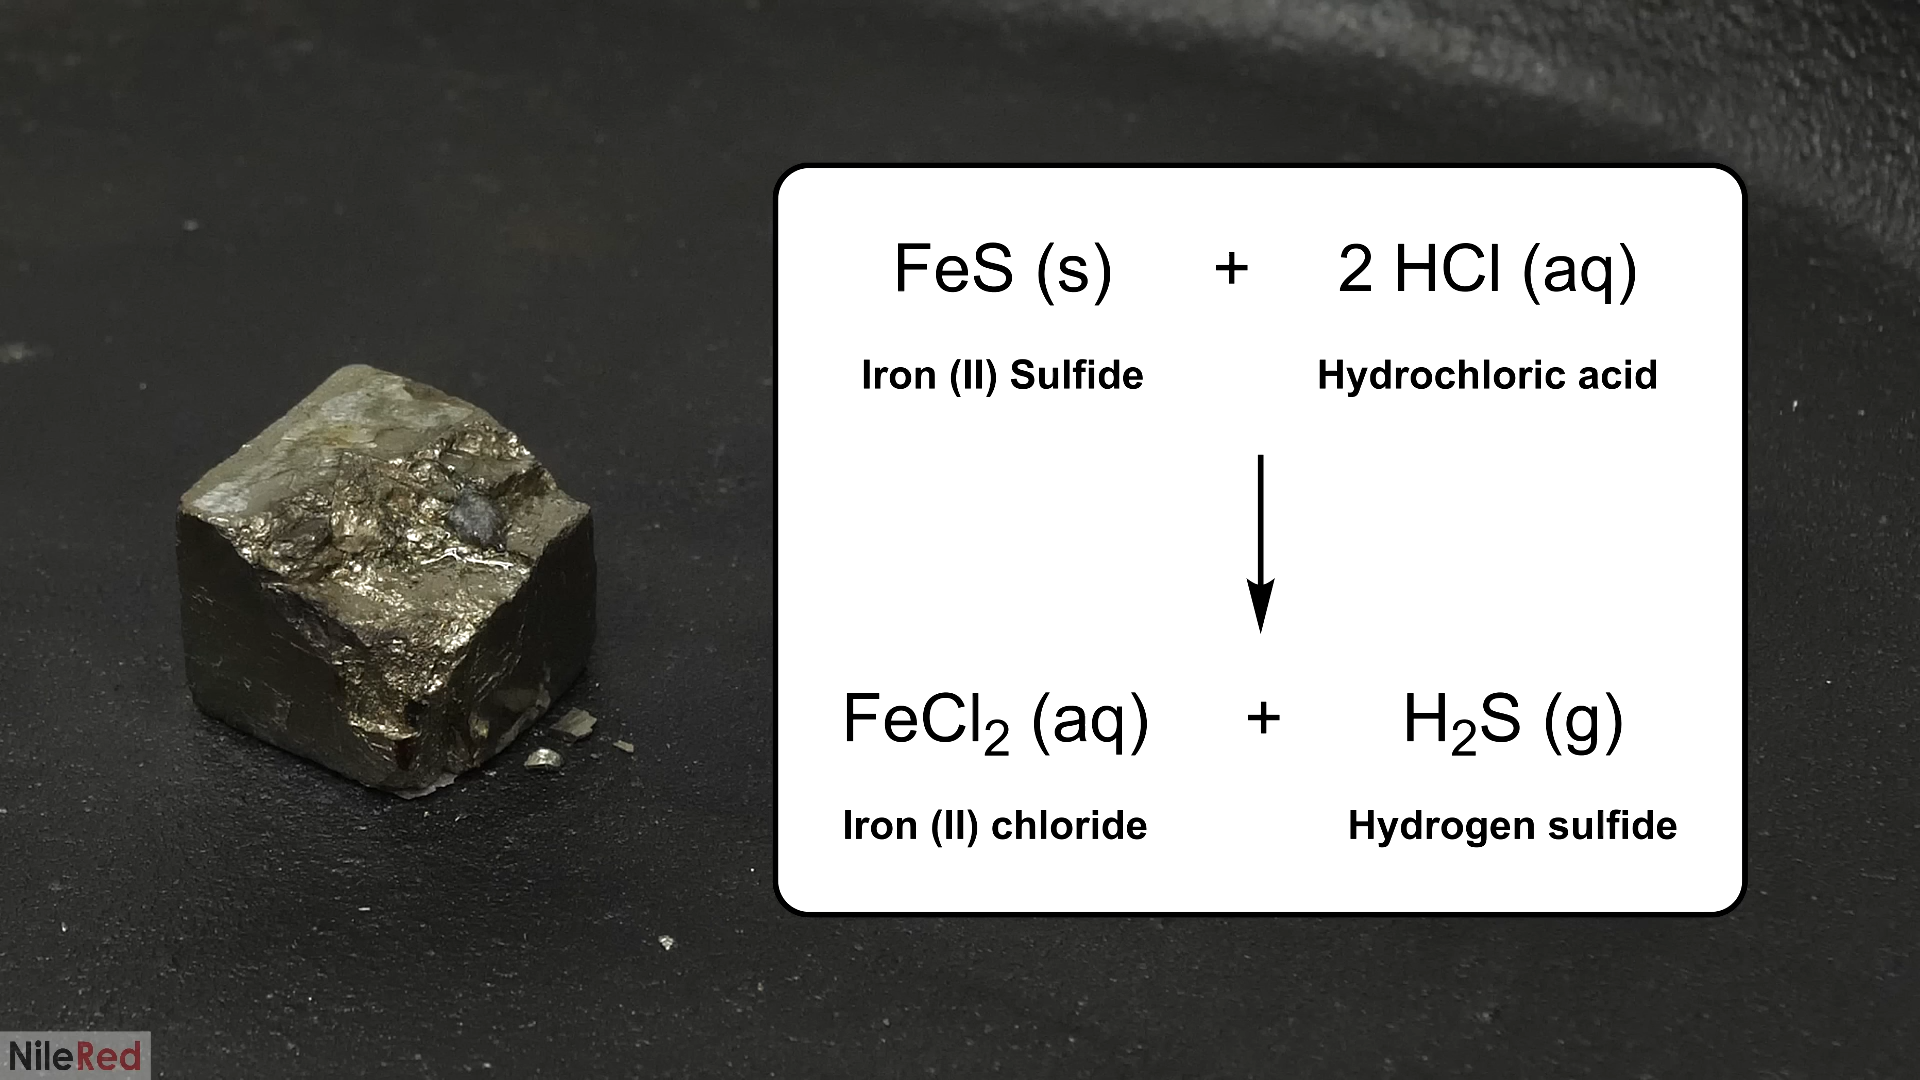 FeS (s) + 2 HCl (aq)
Iron (II) Sulfide Hydrochloric acid
FeCl₂ (aq) + H₂S (g)
Iron (II) chloride Hydrogen sulfide
NileRed